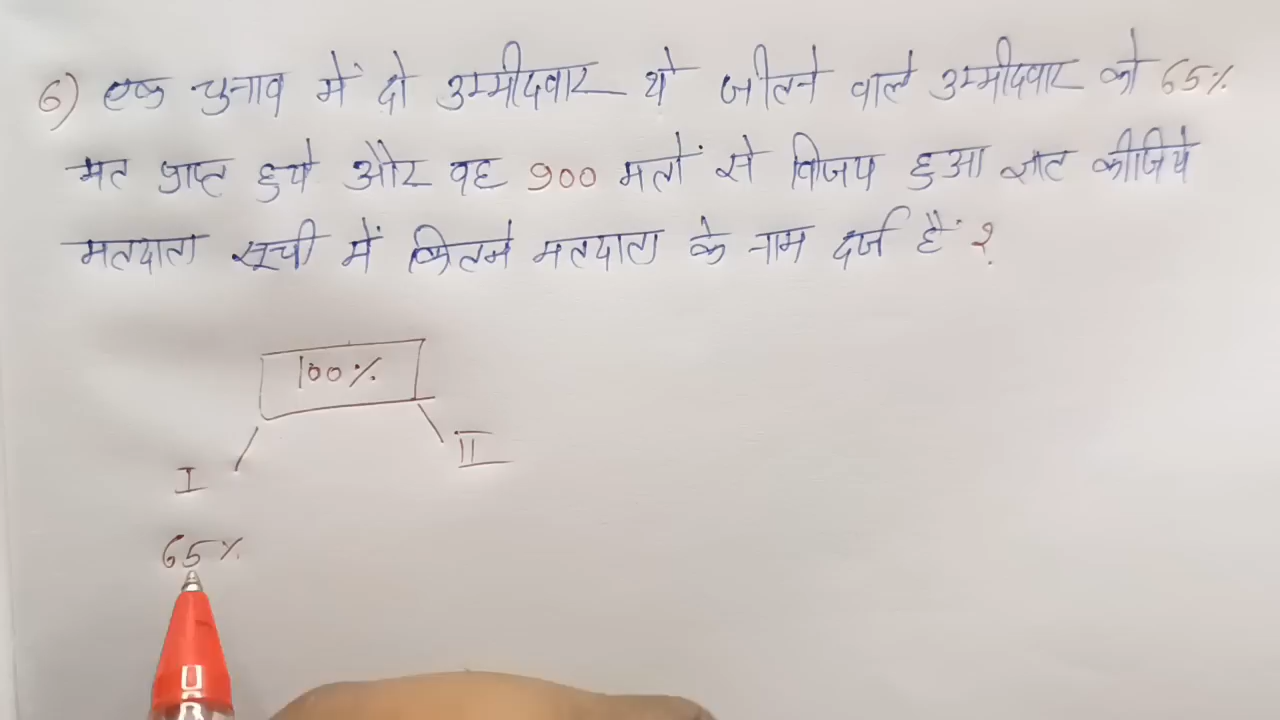 6) एक चुनाव में दो उम्मीदवार थे जीतने वाले उम्मीदवार को 65%
मत प्राप्त हुये और वह 900 मतों से विजय हुआ ज्ञात कीजिये
मतदाता सूची में कितने मतदाता के नाम दर्ज हैं ?
100%
I II
65%